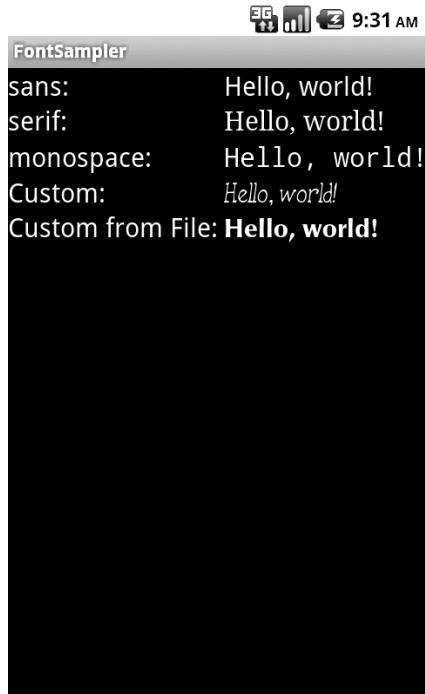 3G 9:31 AM
FontSampler
sans: Hello, world!
serif: Hello, world!
monospace: Hello, world!
Custom: Hello, world!
Custom from File: Hello, world!